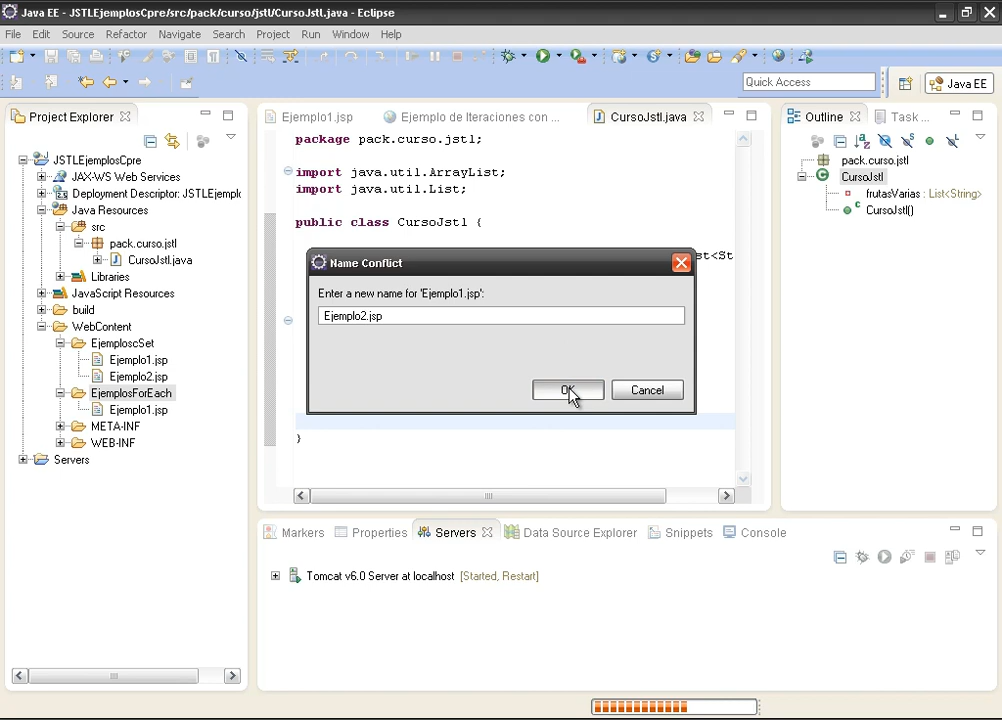 Java EE - JSTLEjemplosCpre/src/pack/curso/jstl/CursoJstl.java - Eclipse
File Edit Source Refactor Navigate Search Project Run Window Help
Quick Access
Java EE
Project Explorer
JSTLEjemplosCpre
JAX-WS Web Services
Deployment Descriptor: JSTLEjempl
Java Resources
src
pack.curso.jstl
CursoJstl.java
Libraries
JavaScript Resources
build
WebContent
EjemploscSet
Ejemplo1.jsp
Ejemplo2.jsp
EjemplosForEach
Ejemplo1.jsp
META-INF
WEB-INF
Servers
Ejemplo1.jsp
Ejemplo de Iteraciones con ...
CursoJstl.java
package pack.curso.jstl;
import java.util.ArrayList;
import java.util.List;
public class CursoJstl {
st<St
}
Name Conflict
Enter a new name for 'Ejemplo1.jsp':
Ejemplo2.jsp
OK
Cancel
Outline
Task ...
pack.curso.jstl
CursoJstl
frutasVarias : List<String>
CursoJstl()
Markers
Properties
Servers
Data Source Explorer
Snippets
Console
Tomcat v6.0 Server at localhost [Started, Restart]